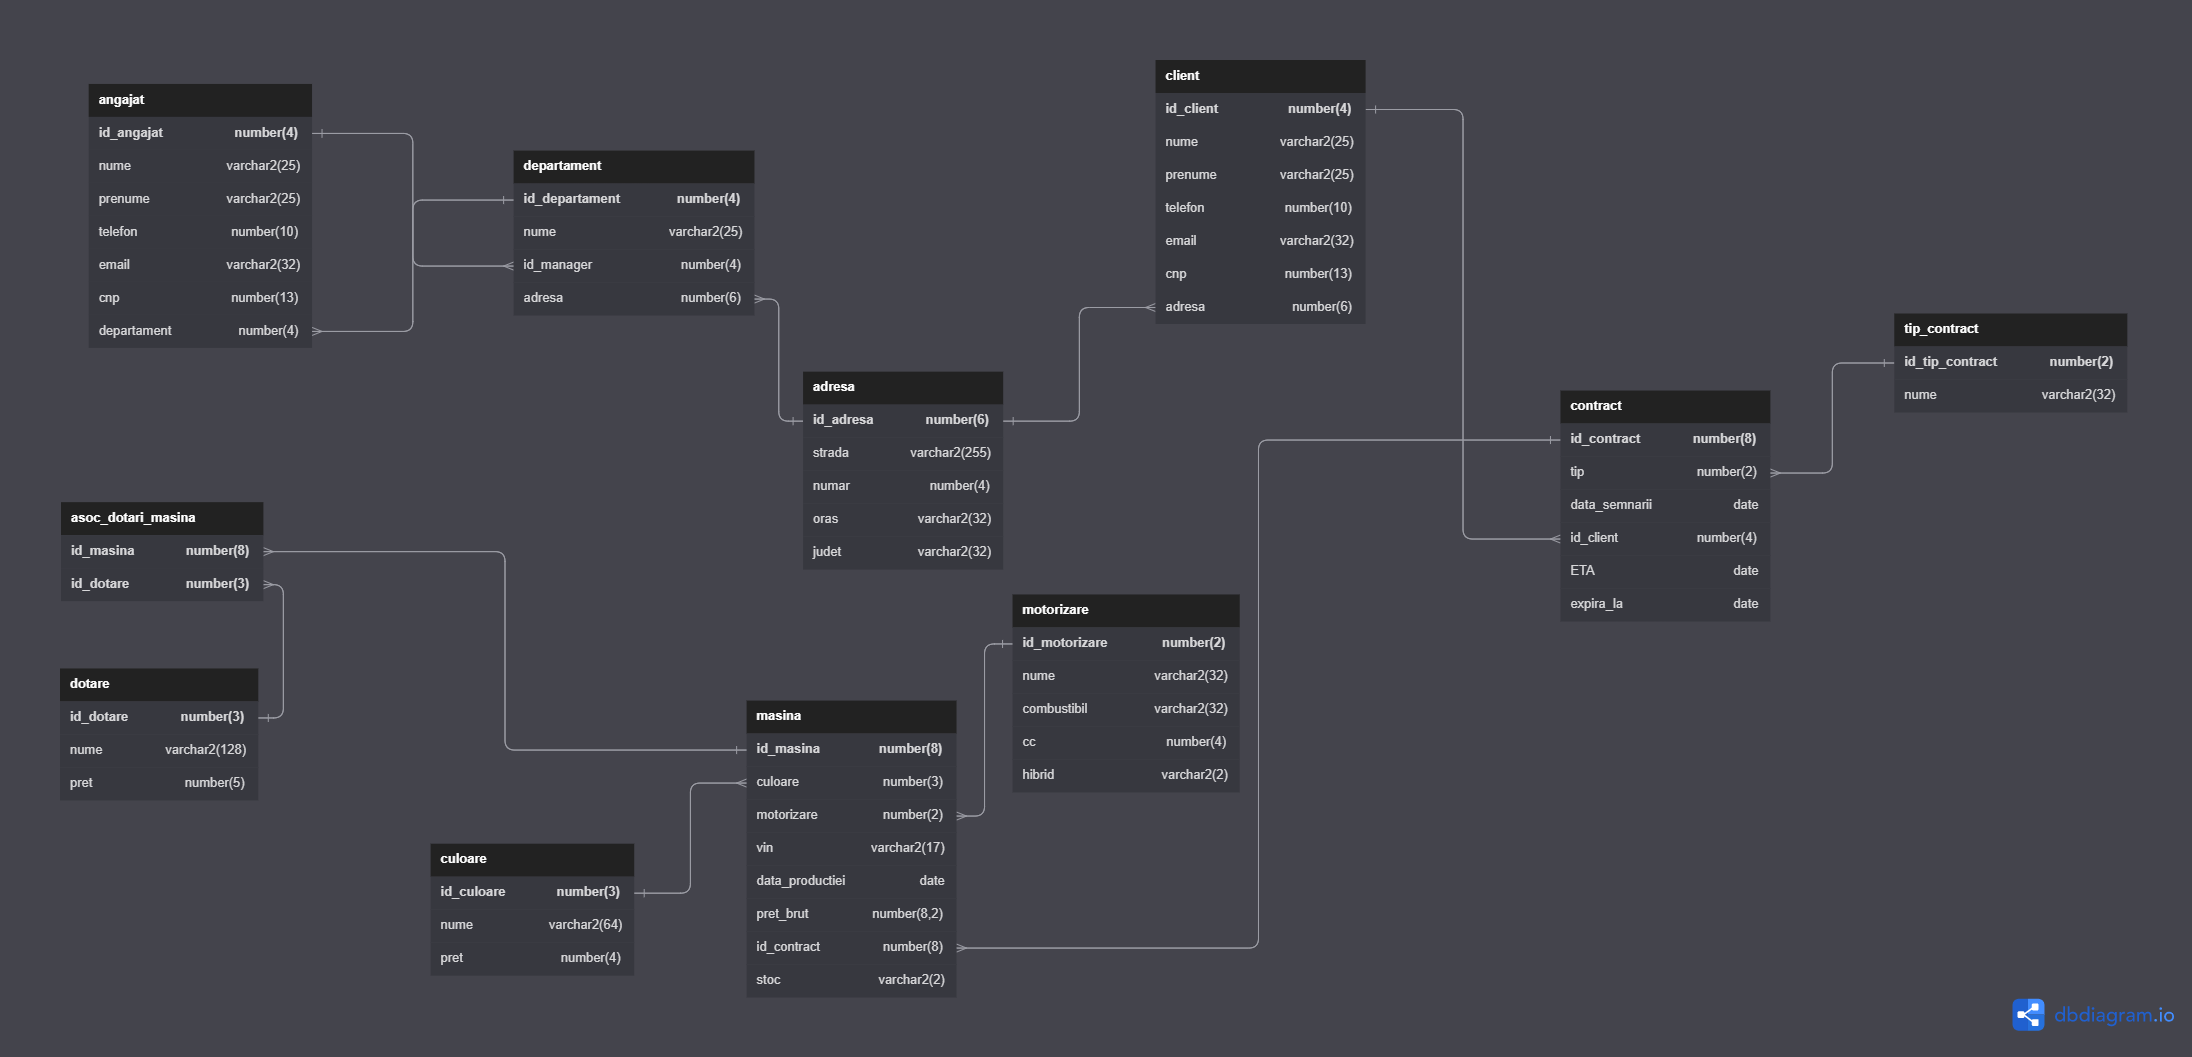 angajat
id_angajat number(4)
nume varchar2(25)
prenume varchar2(25)
telefon number(10)
email varchar2(32)
cnp number(13)
departament number(4)
departament
id_departament number(4)
nume varchar2(25)
id_manager number(4)
adresa number(6)
client
id_client number(4)
nume varchar2(25)
prenume varchar2(25)
telefon number(10)
email varchar2(32)
cnp number(13)
adresa number(6)
tip_contract
id_tip_contract number(2)
nume varchar2(32)
adresa
id_adresa number(6)
strada varchar2(255)
numar number(4)
oras varchar2(32)
judet varchar2(32)
contract
id_contract number(8)
tip number(2)
data_semnarii date
id_client number(4)
ETA date
expira_la date
asoc_dotari_masina
id_masina number(8)
id_dotare number(3)
motorizare
id_motorizare number(2)
nume varchar2(32)
combustibil varchar2(32)
cc number(4)
hibrid varchar2(2)
dotare
id_dotare number(3)
nume varchar2(128)
pret number(5)
masina
id_masina number(8)
culoare number(3)
motorizare number(2)
vin varchar2(17)
data_productiei date
pret_brut number(8,2)
id_contract number(8)
stoc varchar2(2)
culoare
id_culoare number(3)
nume varchar2(64)
pret number(4)
dbdiagram.io